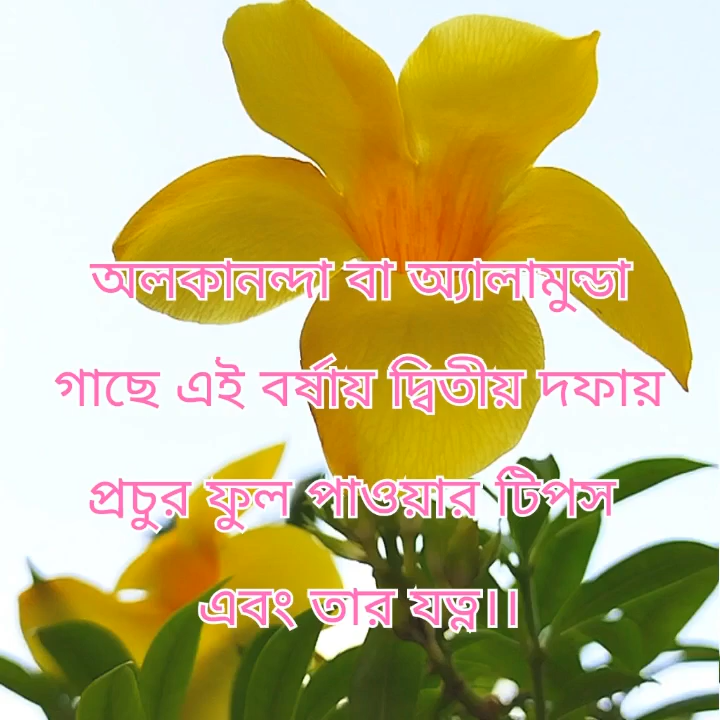 অলকানন্দা বা অ্যালামুন্ডা
গাছে এই বর্ষায় দ্বিতীয় দফায়
প্রচুর ফুল পাওয়ার টিপস
এবং তার যত্ন।।